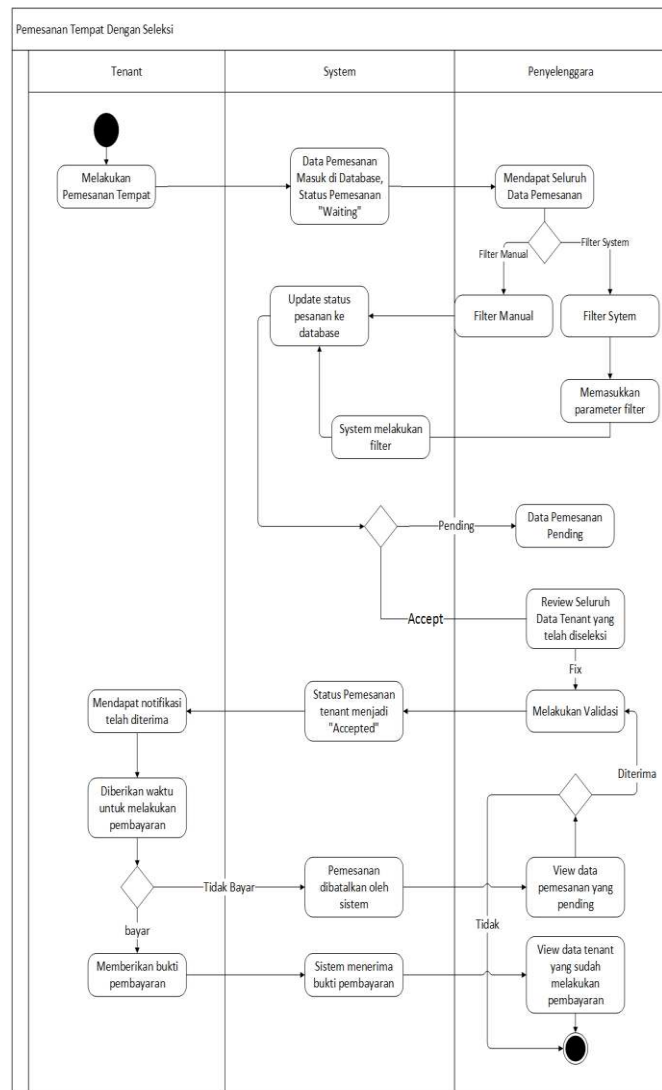 Pemesanan Tempat Dengan Seleksi
Tenant
System
Penyelenggara
Melakukan
Pemesanan Tempat
Data Pemesanan
Masuk di Database,
Status Pemesanan
"Waiting"
Mendapat Seluruh
Data Pemesanan
Filter Manual
Filter System
Update status
pesanan ke
database
Filter Manual
Filter Sytem
Memasukkan
parameter filter
System melakukan
filter
Pending
Data Pemesanan
Pending
Accept
Review Seluruh
Data Tenant yang
telah diseleksi
Fix
Mendapat notifikasi
telah diterima
Status Pemesanan
tenant menjadi
"Accepted"
Melakukan Validasi
Diterima
Diberikan waktu
untuk melakukan
pembayaran
Tidak Bayar
Pemesanan
dibatalkan oleh
sistem
View data
pemesanan yang
pending
bayar
Tidak
Memberikan bukti
pembayaran
Sistem menerima
bukti pembayaran
View data tenant
yang sudah
melakukan
pembayaran